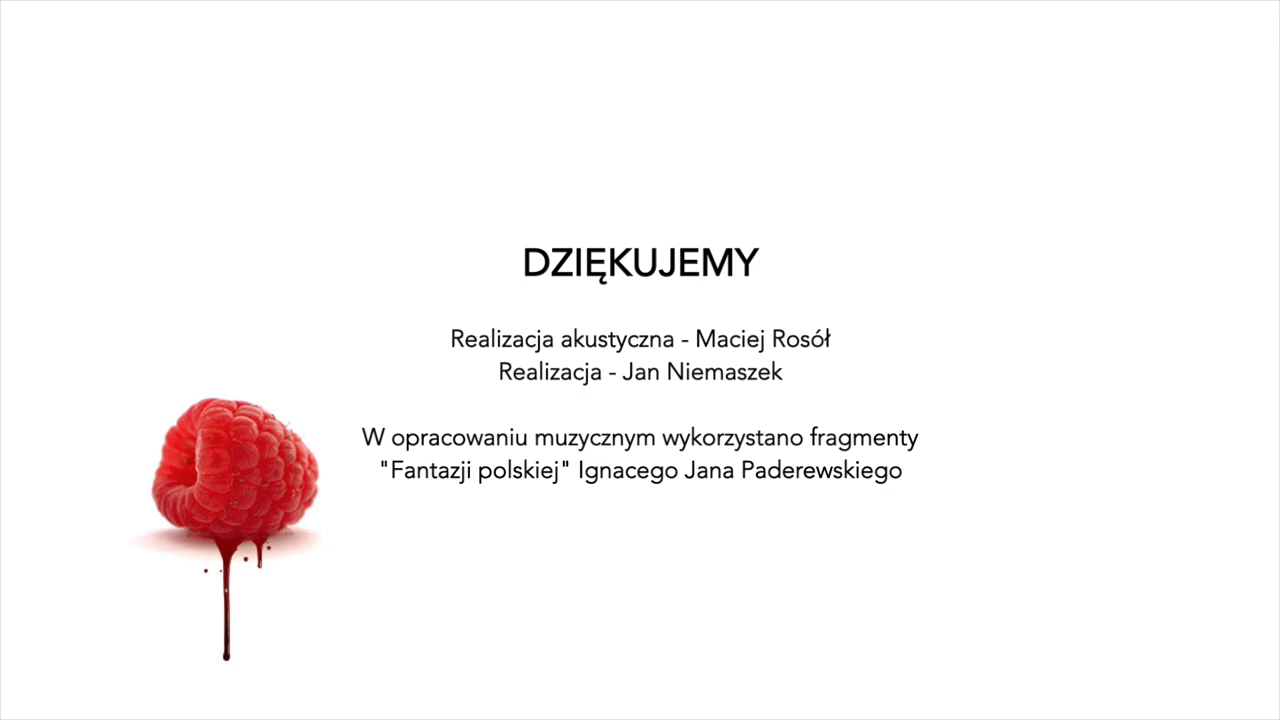 DZIĘKUJEMY
Realizacja akustyczna - Maciej Rosół
Realizacja - Jan Niemaszek
W opracowaniu muzycznym wykorzystano fragmenty
"Fantazji polskiej" Ignacego Jana Paderewskiego